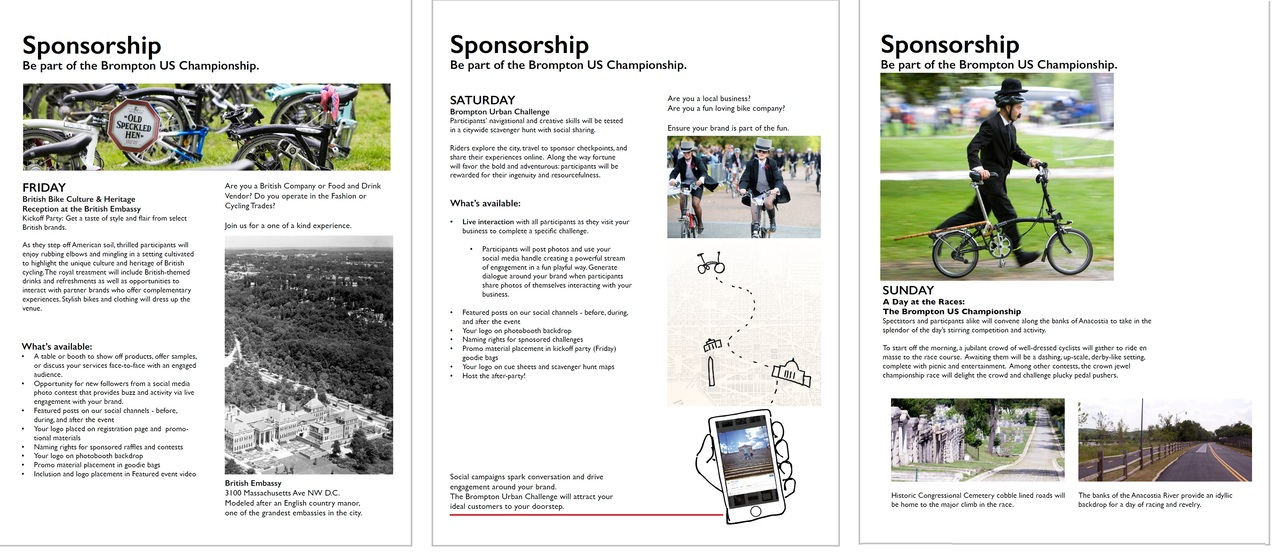 Sponsorship
Be part of the Brompton US Championship.
"OLD
SPECKLED
HEN"
FRIDAY
British Bike Culture & Heritage
Reception at the British Embassy
Kickoff Party: Get a taste of style and flair from select
British brands.
As they step off American soil, thrilled participants will
enjoy rubbing elbows and mingling in a setting cultivated
to highlight the unique culture and heritage of British
cycling. The royal treatment will include British-themed
drinks and refreshments as well as opportunities to
interact with partner brands who offer complementary
experiences. Stylish bikes and clothing will dress up the
venue.
What's available:
• A table or booth to show off products, offer samples,
or discuss your services face-to-face with an engaged
audience.
• Opportunity for new followers from a social media
photo contest that provides buzz and activity via live
engagement with your brand.
• Featured posts on our social channels - before,
during, and after the event
• Your logo placed on registration page and promo-
tional materials
• Naming rights for sponsored raffles and contests
• Your logo on photobooth backdrop
• Promo material placement in goodie bags
• Inclusion and logo placement in Featured event video
Are you a British Company or Food and Drink
Vendor? Do you operate in the Fashion or
Cycling Trades?
Join us for a one of a kind experience.
British Embassy
3100 Massachusetts Ave NW D.C.
Modeled after an English country manor,
one of the grandest embassies in the city.
Sponsorship
Be part of the Brompton US Championship.
SATURDAY
Brompton Urban Challenge
Participants' navigational and creative skills will be tested
in a citywide scavenger hunt with social sharing.
Riders explore the city, travel to sponsor checkpoints, and
share their experiences online. Along the way fortune
will favor the bold and adventurous: participants will be
rewarded for their ingenuity and resourcefulness.
What's available:
• Live interaction with all participants as they visit your
business to complete a specific challenge.
• Participants will post photos and use your
social media handle creating a powerful stream
of engagement in a fun playful way. Generate
dialogue around your brand when participants
share photos of themselves interacting with your
business.
• Featured posts on our social channels - before, during,
and after the event
• Your logo on photobooth backdrop
• Naming rights for spnosored challenges
• Promo material placement in kickoff party (Friday)
goodie bags
• Your logo on cue sheets and scavenger hunt maps
• Host the after-party!
Social campaigns spark conversation and drive
engagement around your brand.
The Brompton Urban Challenge will attract your
ideal customers to your doorstep.
Are you a local business?
Are you a fun loving bike company?
Ensure your brand is part of the fun.
Sponsorship
Be part of the Brompton US Championship.
SUNDAY
A Day at the Races:
The Brompton US Championship
Spectators and particpants alike will convene along the banks of Anacostia to take in the
splendor of the day's stirring competition and activity.
To start off the morning, a jubilant crowd of well-dressed cyclists will gather to ride en
masse to the race course. Awaiting them will be a dashing, up-scale, derby-like setting,
complete with picnic and entertainment. Among other contests, the crown jewel
championship race will delight the crowd and challenge plucky pedal pushers.
Historic Congressional Cemetery cobble lined roads will
be home to the major climb in the race.
The banks of the Anacostia River provide an idyllic
backdrop for a day of racing and revelry.